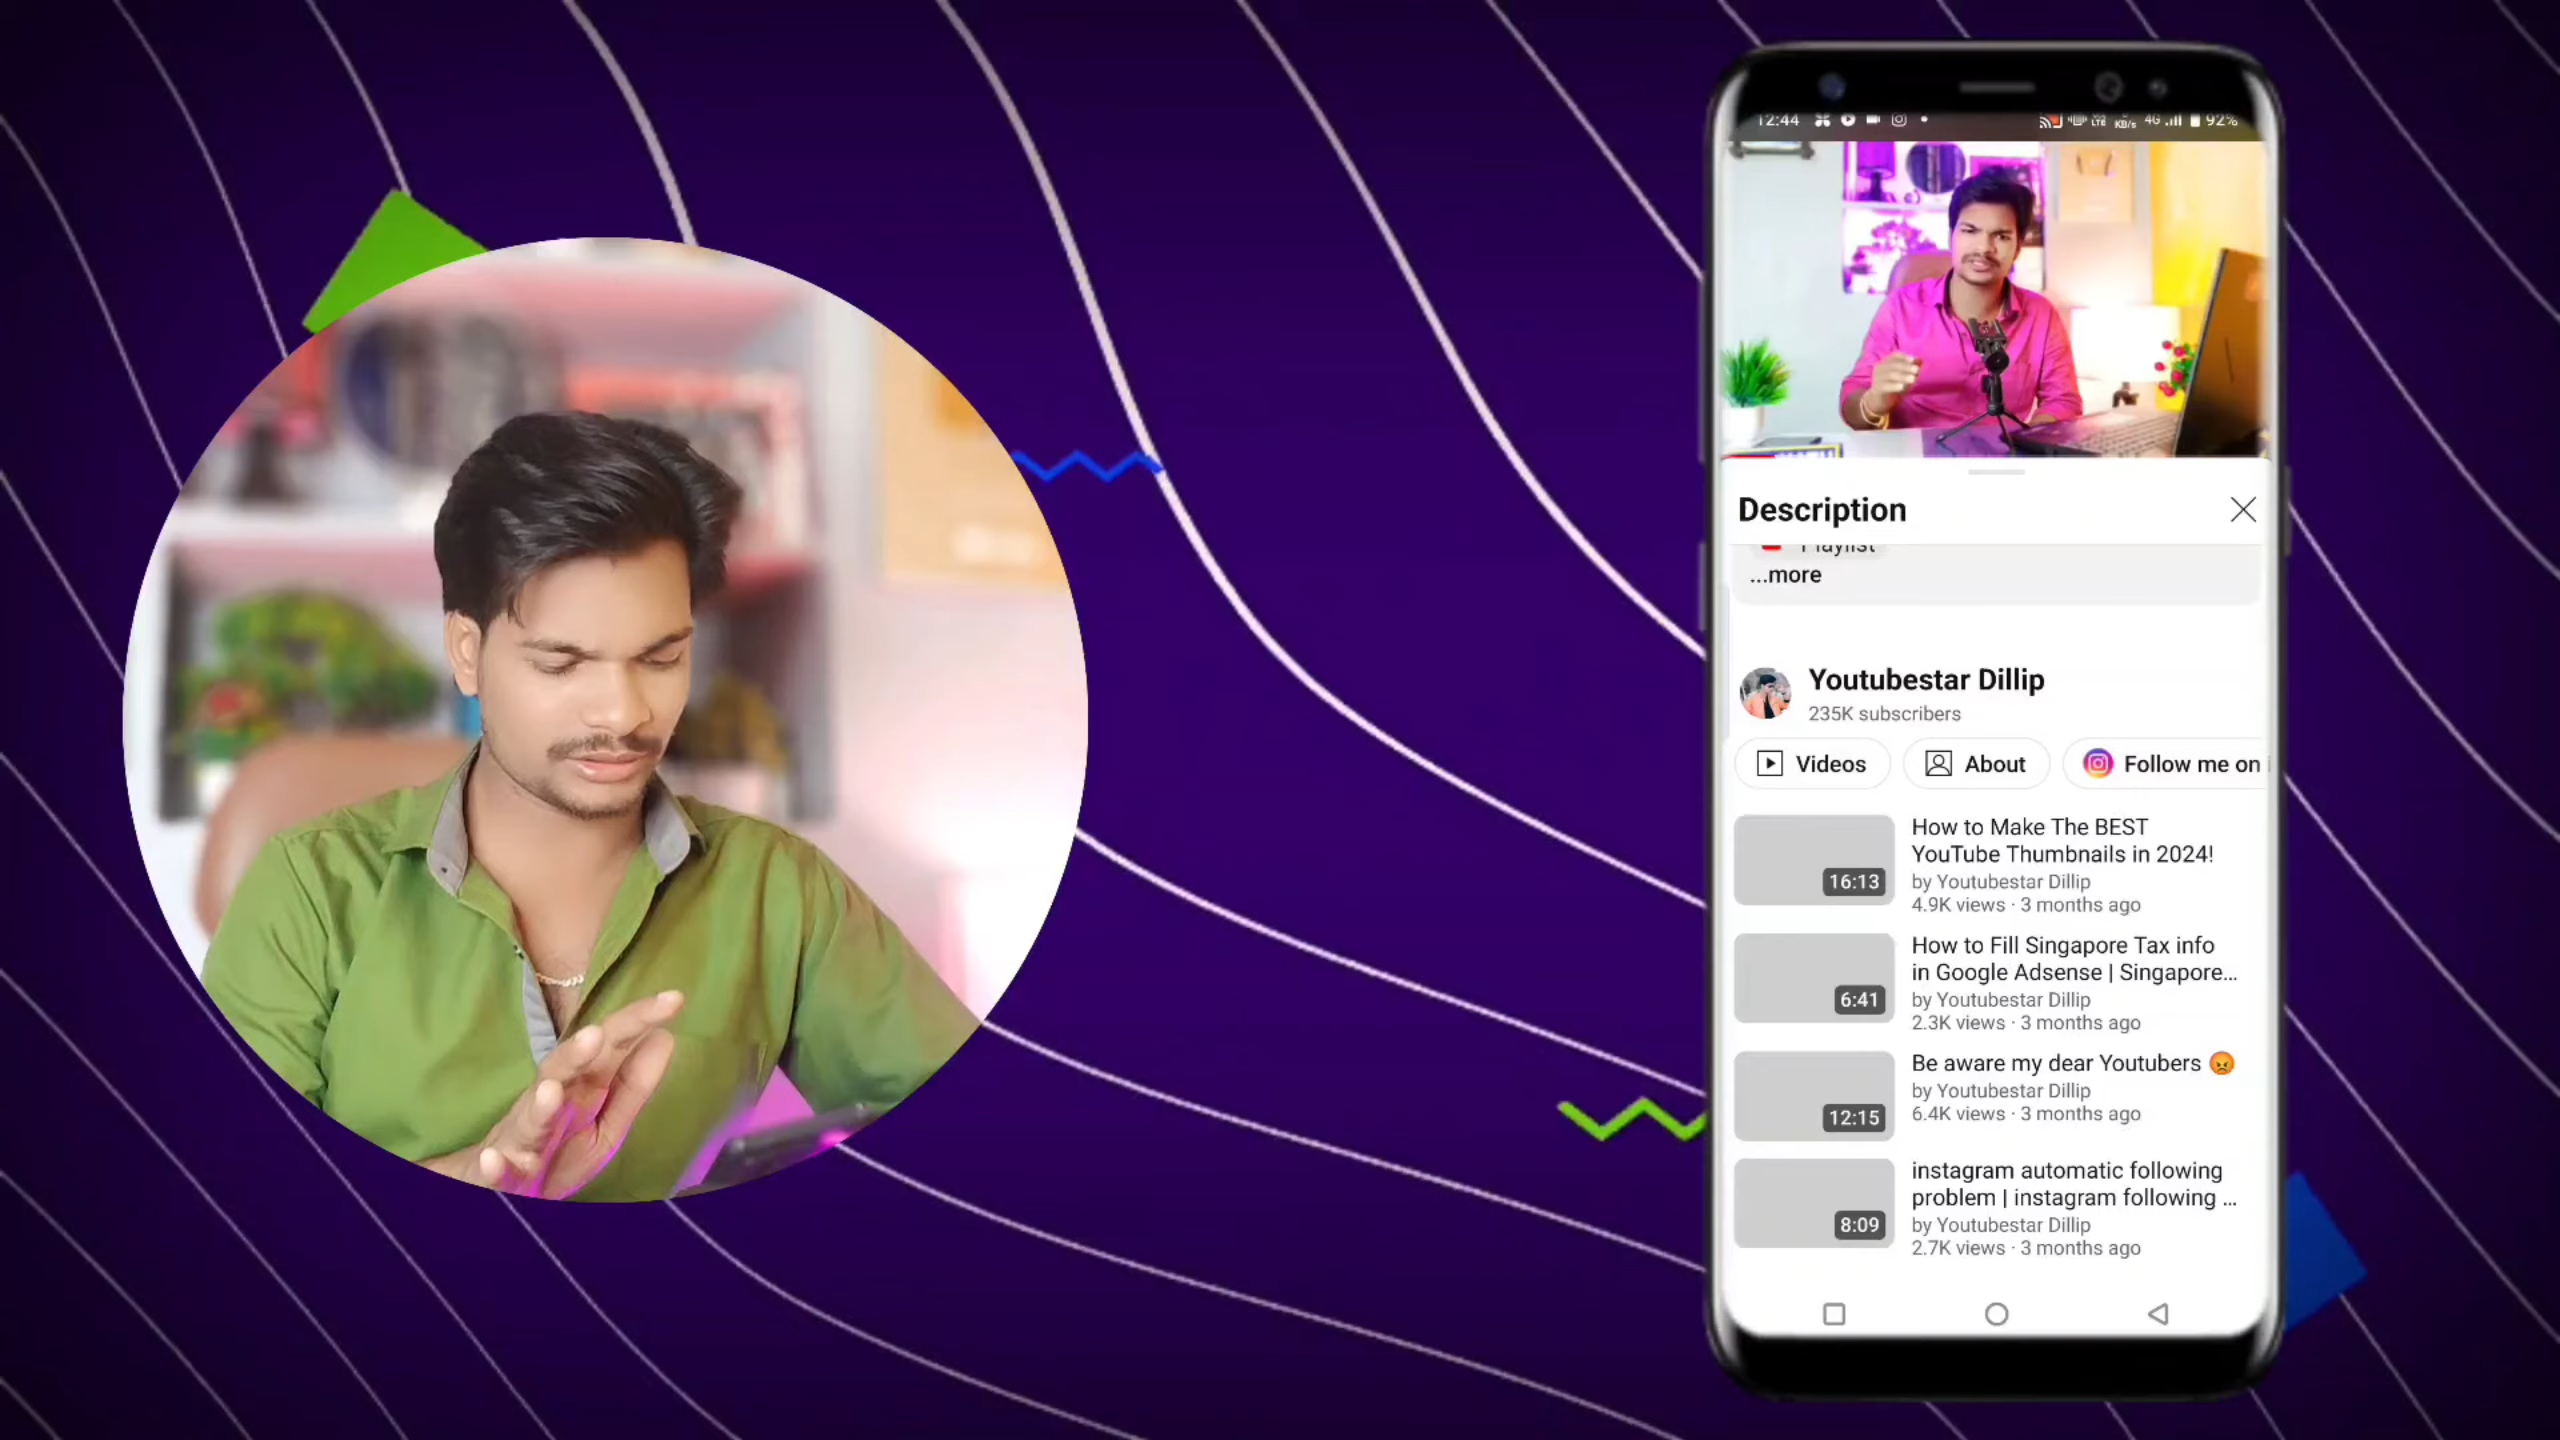 12:44
KB/s 4G 92%
Description
Playlist
...more
Youtubestar Dillip
235K subscribers
Videos About Follow me on
16:13
How to Make The BEST
YouTube Thumbnails in 2024!
by Youtubestar Dillip
4.9K views · 3 months ago
6:41
How to Fill Singapore Tax info
in Google Adsense | Singapore...
by Youtubestar Dillip
2.3K views · 3 months ago
12:15
Be aware my dear Youtubers 😡
by Youtubestar Dillip
6.4K views · 3 months ago
8:09
instagram automatic following
problem | instagram following ...
by Youtubestar Dillip
2.7K views · 3 months ago